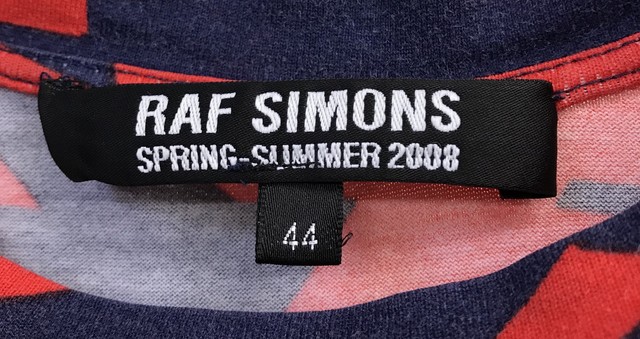 RAF SIMONS
SPRING-SUMMER 2008
44